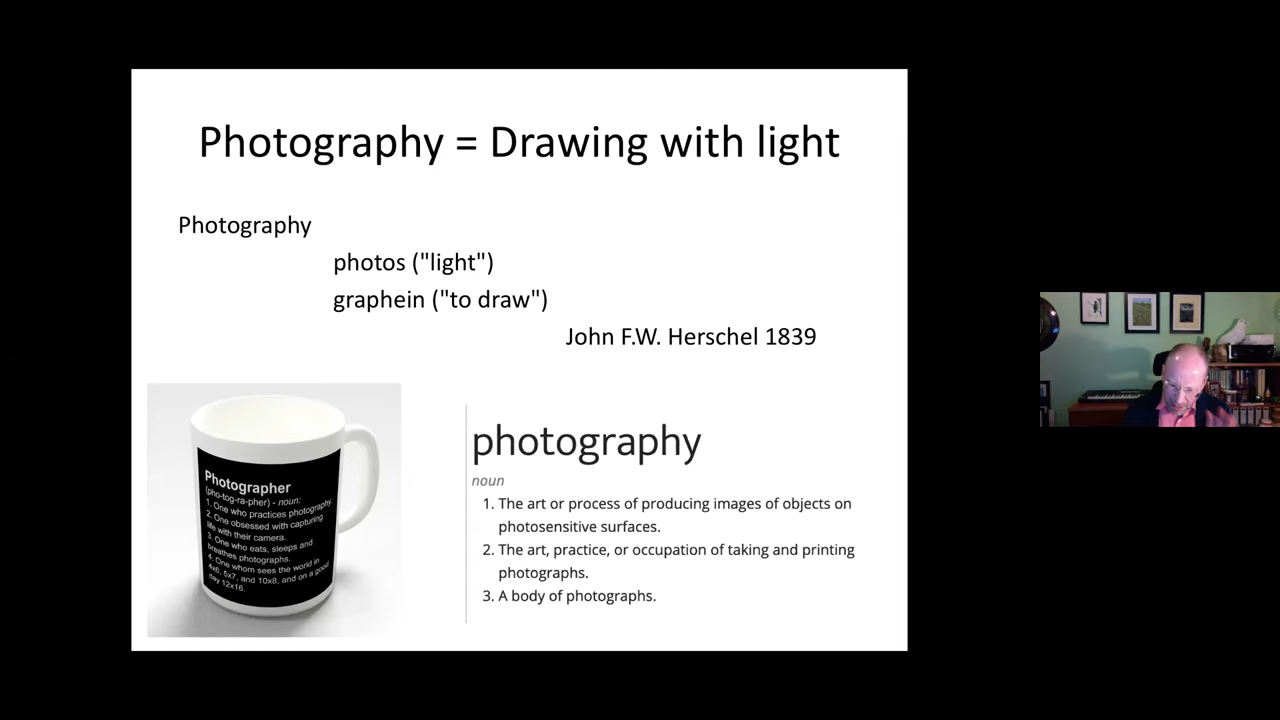 Photography = Drawing with light
Photography
photos ("light")
graphein ("to draw")
John F.W. Herschel 1839
Photographer
(pho-tog-ra-pher) - noun:
1. One who practices photography.
2. One obsessed with capturing
life with their camera.
3. One who eats, sleeps and
breathes photographs.
4. One whom sees the world in
4x6, 5x7, and 10x8, and on a good
day 12x16.
photography
noun
1. The art or process of producing images of objects on
photosensitive surfaces.
2. The art, practice, or occupation of taking and printing
photographs.
3. A body of photographs.